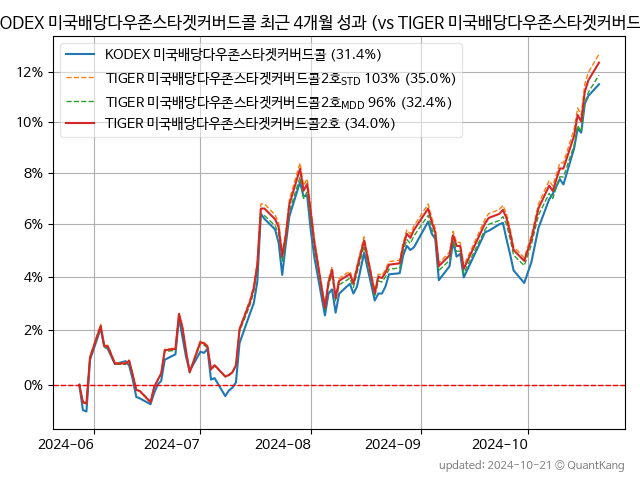 ODEX 미국배당다우존스타겟커버드콜 최근 4개월 성과 (vs TIGER 미국배당다우존스타겟커버드
KODEX 미국배당다우존스타겟커버드콜 (31.4%)
TIGER 미국배당다우존스타겟커버드콜2호STD 103% (35.0%)
TIGER 미국배당다우존스타겟커버드콜2호MDD 96% (32.4%)
TIGER 미국배당다우존스타겟커버드콜2호 (34.0%)
12%
10%
8%
6%
4%
2%
0%
2024-06 2024-07 2024-08 2024-09 2024-10
updated: 2024-10-21 © QuantKang